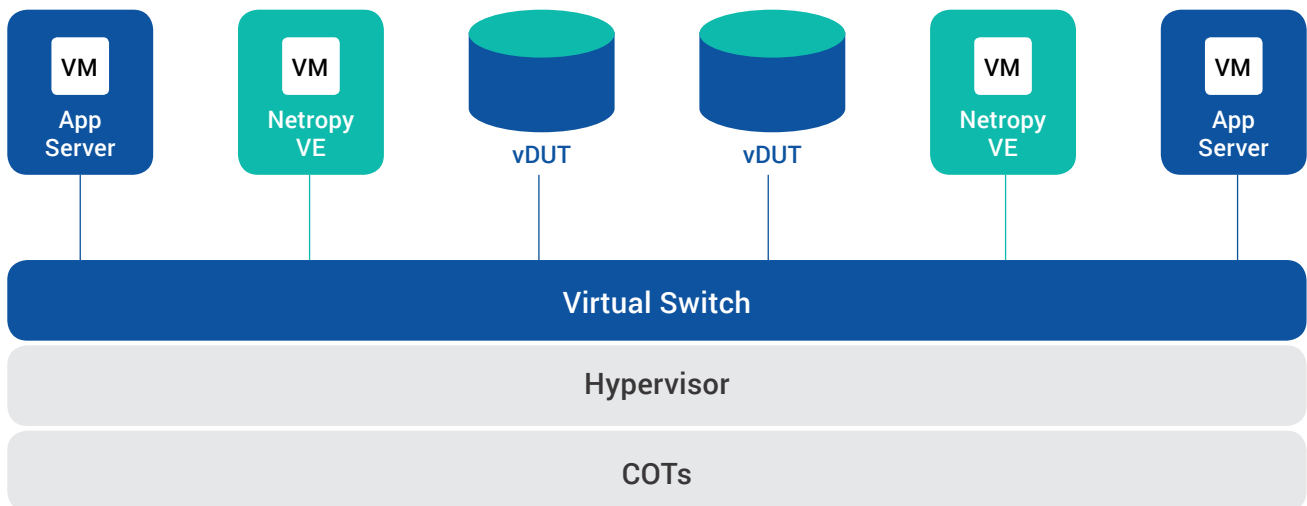 VM
App
Server
VM
Netropy
VE
vDUT
vDUT
VM
Netropy
VE
VM
App
Server
Virtual Switch
Hypervisor
COTs